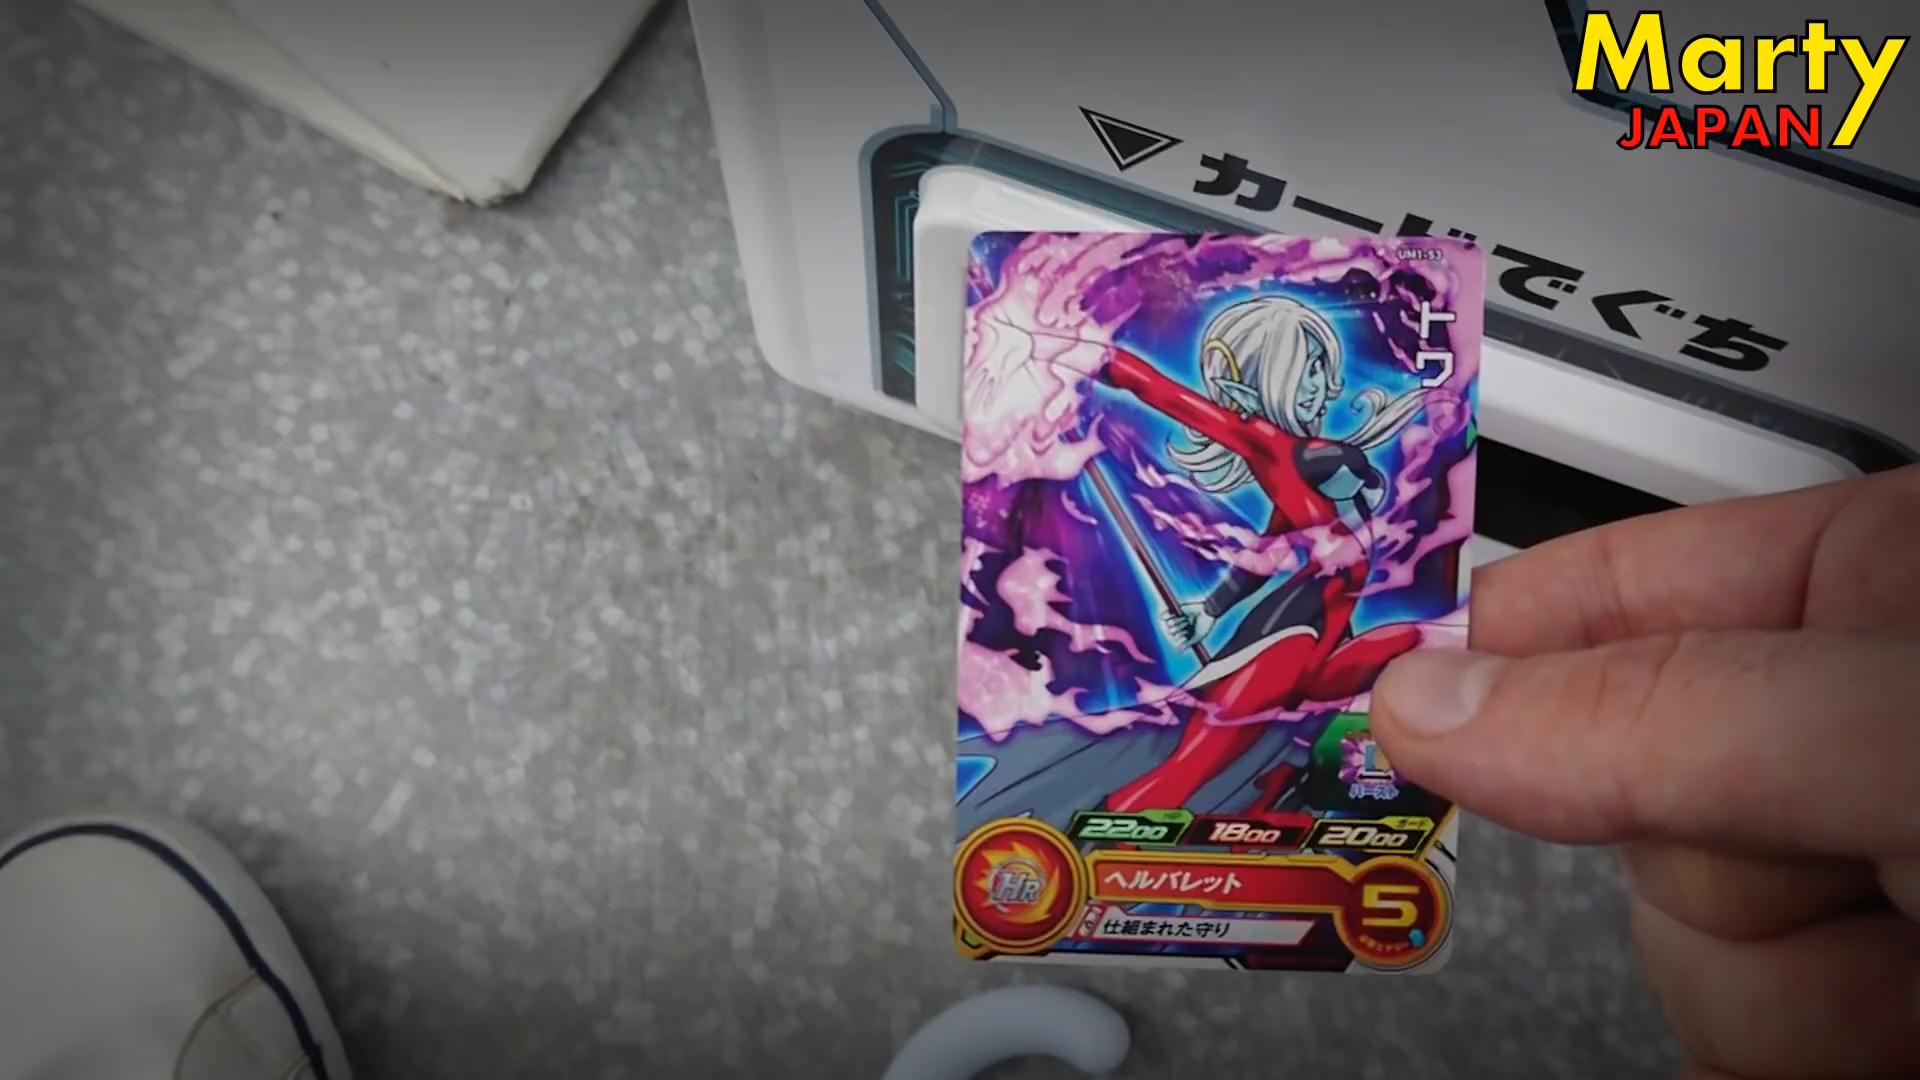 Marty
JAPAN
カードでぐち
UM1-53
トワ
バースト
2200
1800
ガード
2000
HR
ヘルバレット
5
仕組まれた守り